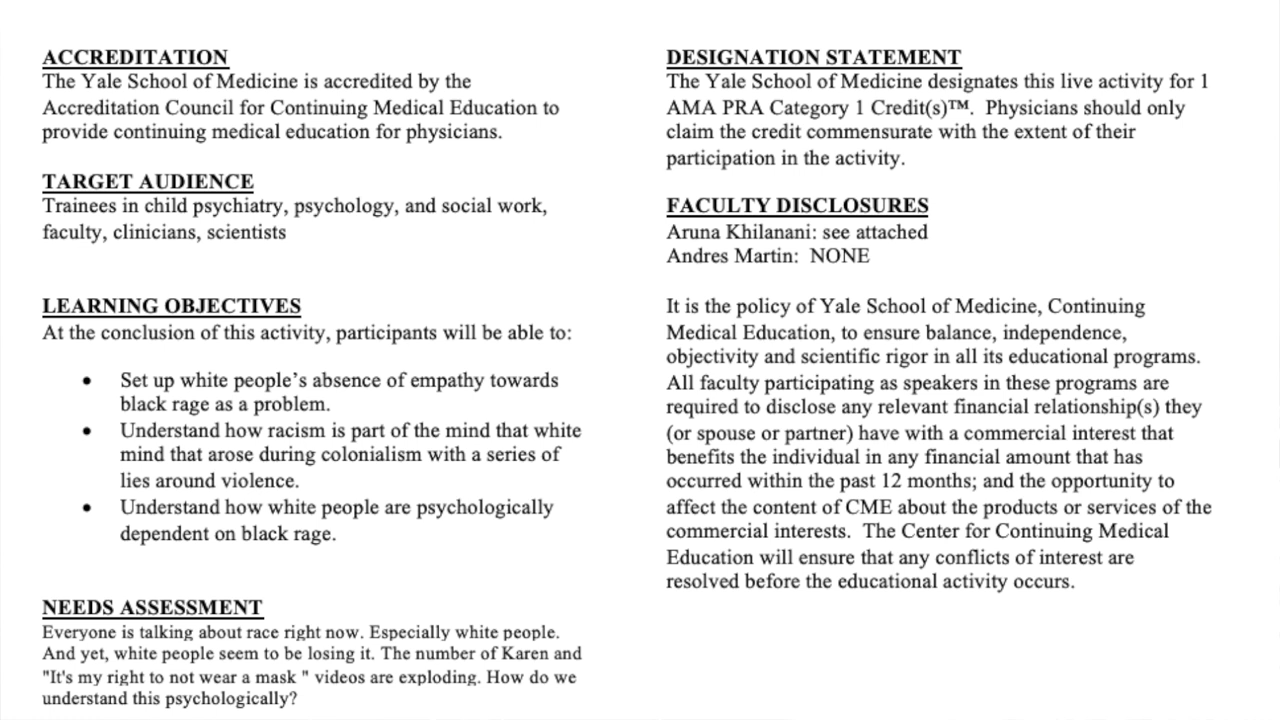 ACCREDITATION
The Yale School of Medicine is accredited by the
Accreditation Council for Continuing Medical Education to
provide continuing medical education for physicians.
TARGET AUDIENCE
Trainees in child psychiatry, psychology, and social work,
faculty, clinicians, scientists
LEARNING OBJECTIVES
At the conclusion of this activity, participants will be able to:
• Set up white people’s absence of empathy towards
black rage as a problem.
• Understand how racism is part of the mind that white
mind that arose during colonialism with a series of
lies around violence.
• Understand how white people are psychologically
dependent on black rage.
NEEDS ASSESSMENT
Everyone is talking about race right now. Especially white people.
And yet, white people seem to be losing it. The number of Karen and
"It's my right to not wear a mask " videos are exploding. How do we
understand this psychologically?
DESIGNATION STATEMENT
The Yale School of Medicine designates this live activity for 1
AMA PRA Category 1 Credit(s)™.  Physicians should only
claim the credit commensurate with the extent of their
participation in the activity.
FACULTY DISCLOSURES
Aruna Khilanani: see attached
Andres Martin:  NONE
It is the policy of Yale School of Medicine, Continuing
Medical Education, to ensure balance, independence,
objectivity and scientific rigor in all its educational programs.
All faculty participating as speakers in these programs are
required to disclose any relevant financial relationship(s) they
(or spouse or partner) have with a commercial interest that
benefits the individual in any financial amount that has
occurred within the past 12 months; and the opportunity to
affect the content of CME about the products or services of the
commercial interests.  The Center for Continuing Medical
Education will ensure that any conflicts of interest are
resolved before the educational activity occurs.